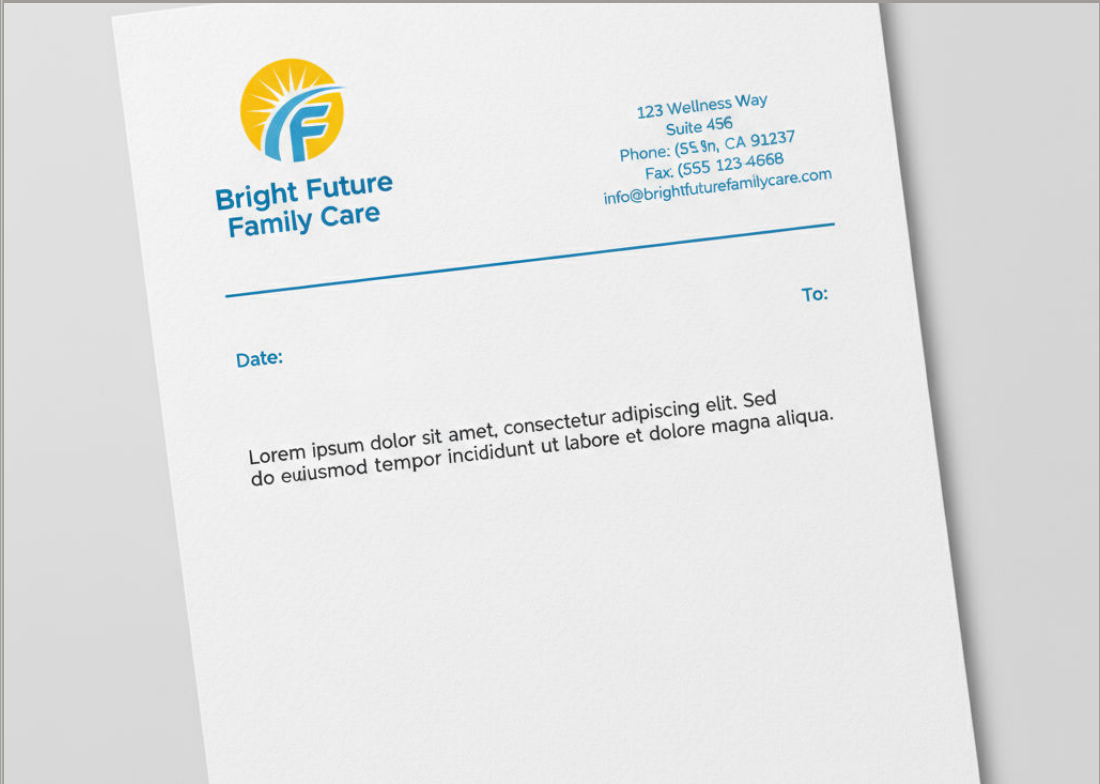 Bright Future
Family Care
123 Wellness Way
Suite 456
Phone: CA 91237
Fax: (555 123-4668
info@brightfuturefamilycare.com
To:
Date:
Lorem ipsum dolor sit amet, consectetur adipiscing elit. Sed
do euiusmod tempor incididunt ut labore et dolore magna aliqua.